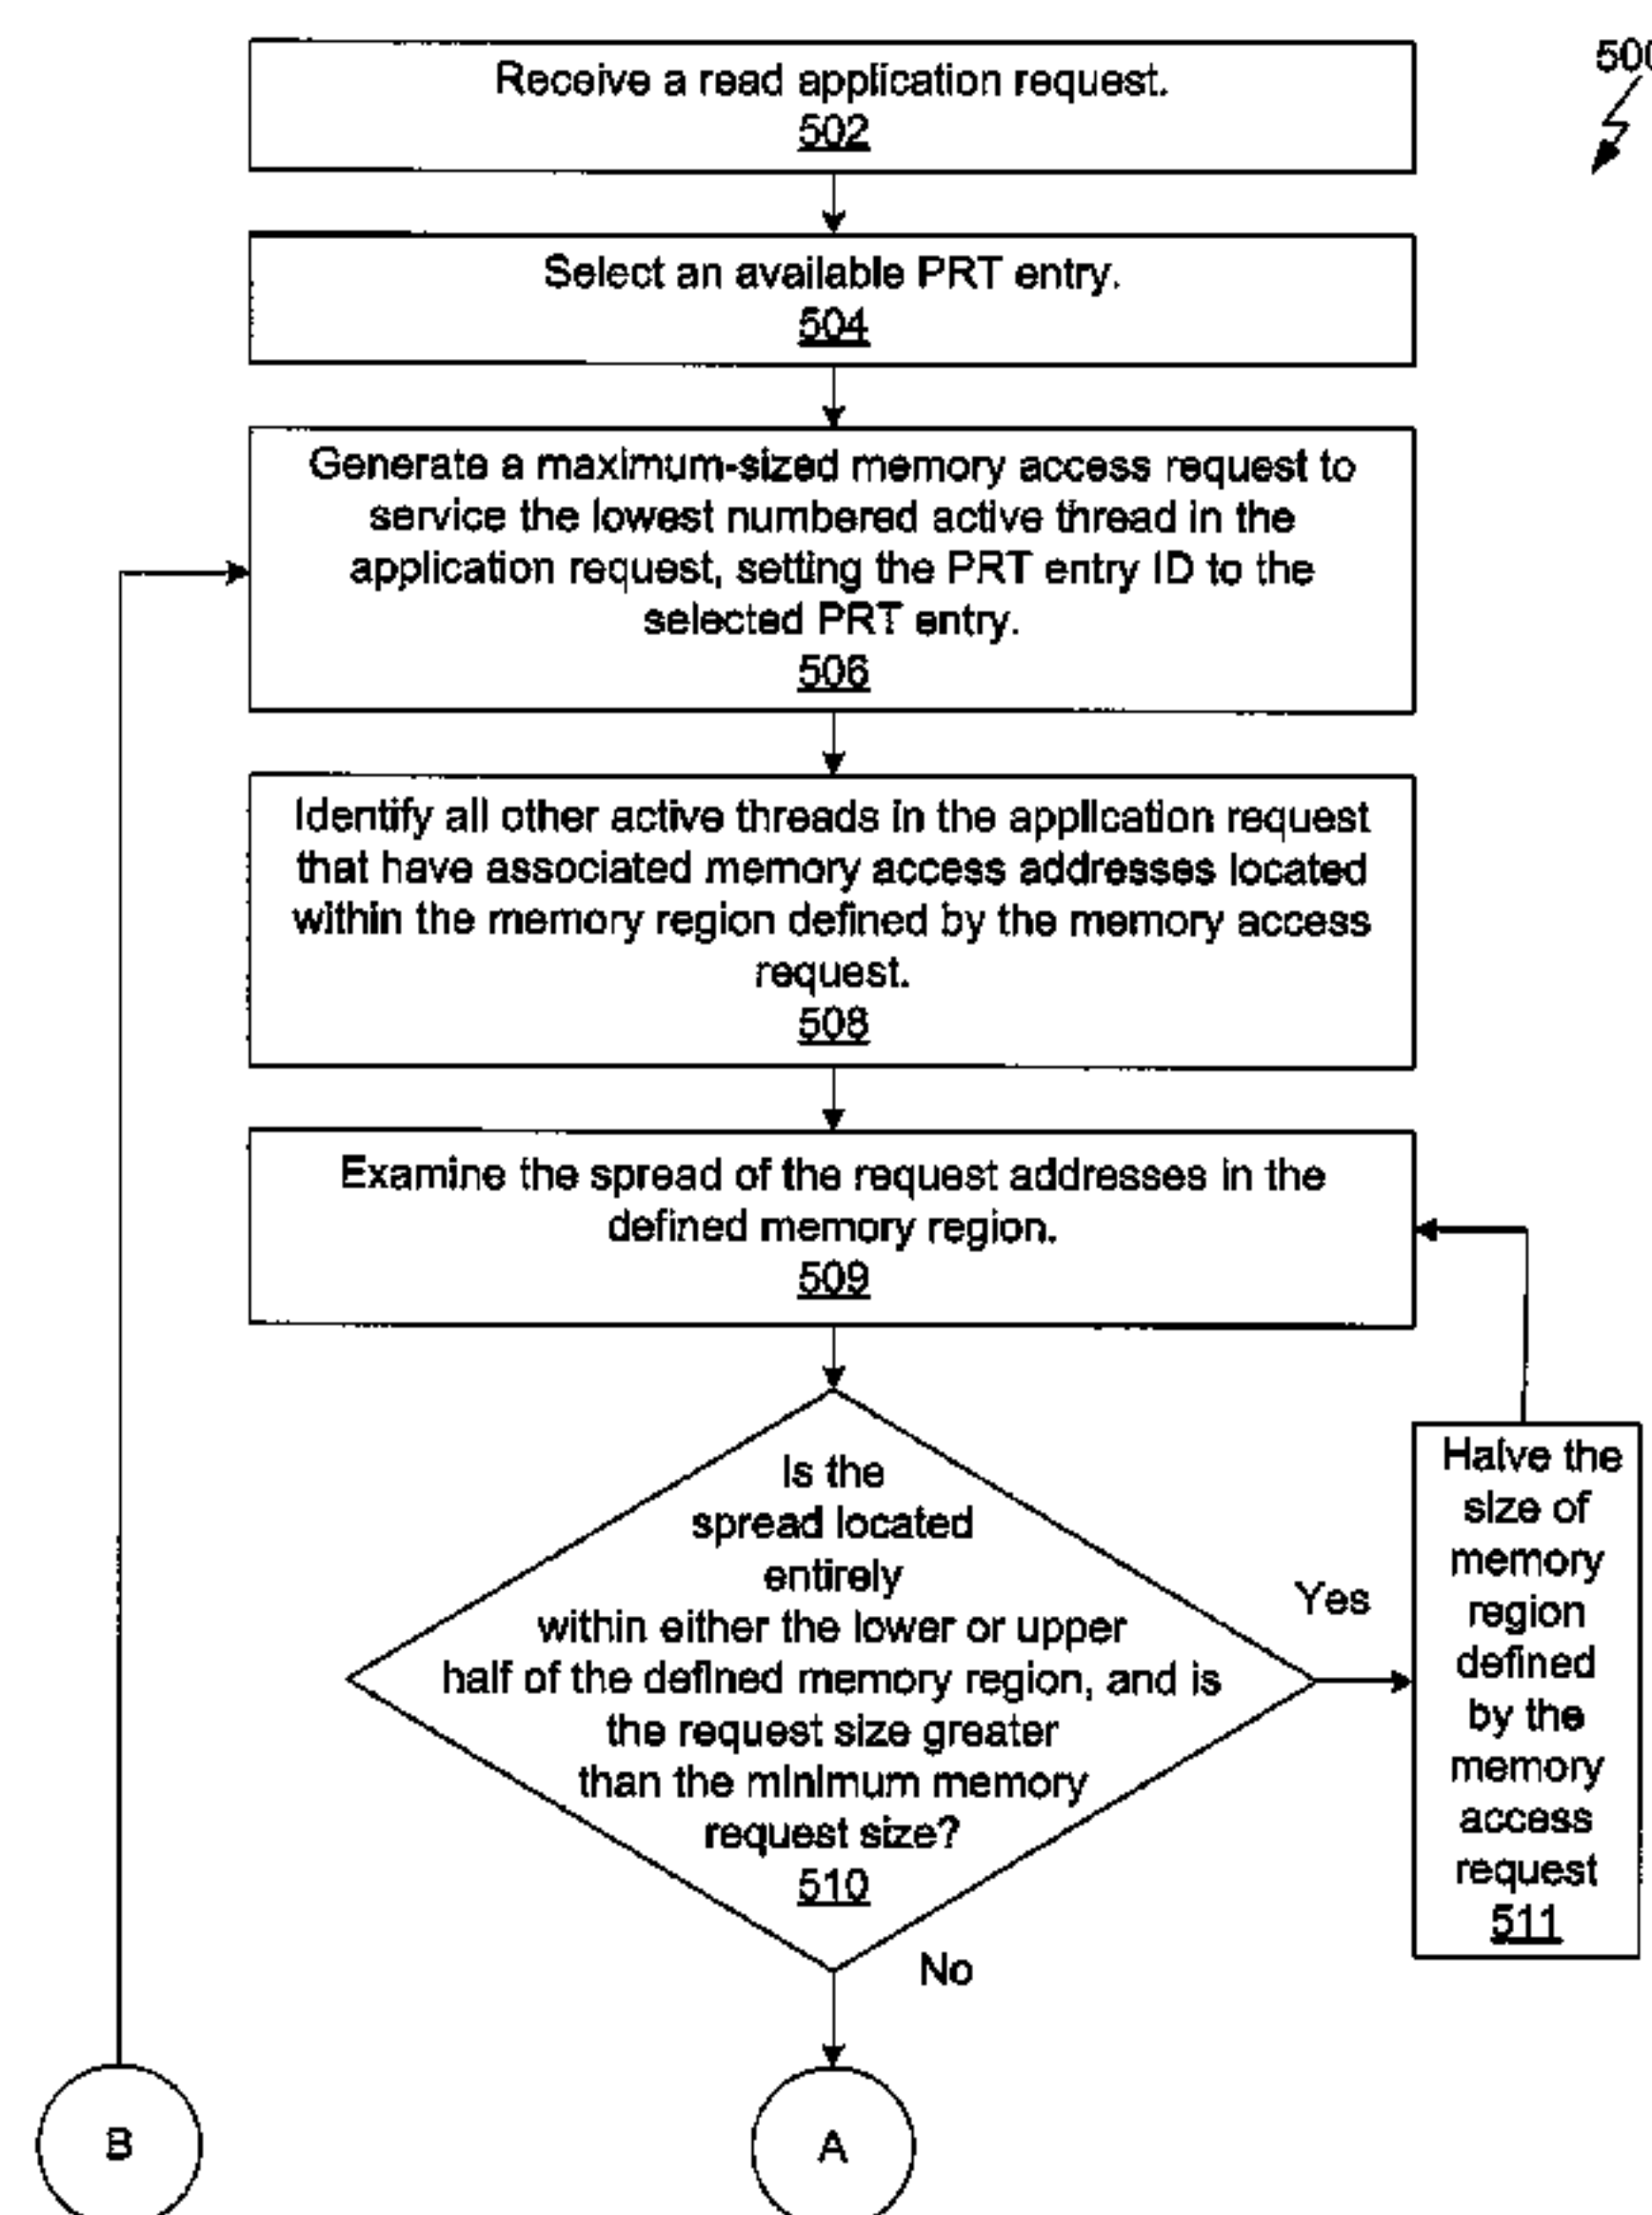 500
Receive a read application request.
502
Select an available PRT entry.
504
Generate a maximum-sized memory access request to
service the lowest numbered active thread in the
application request, setting the PRT entry ID to the
selected PRT entry.
506
Identify all other active threads in the application request
that have associated memory access addresses located
within the memory region defined by the memory access
request.
508
Examine the spread of the request addresses in the
defined memory region.
509
Is the
spread located
entirely
within either the lower or upper
half of the defined memory region, and is
the request size greater
than the minimum memory
request size?
510
Yes
Halve the
size of
memory
region
defined
by the
memory
access
request
511
No
B
A